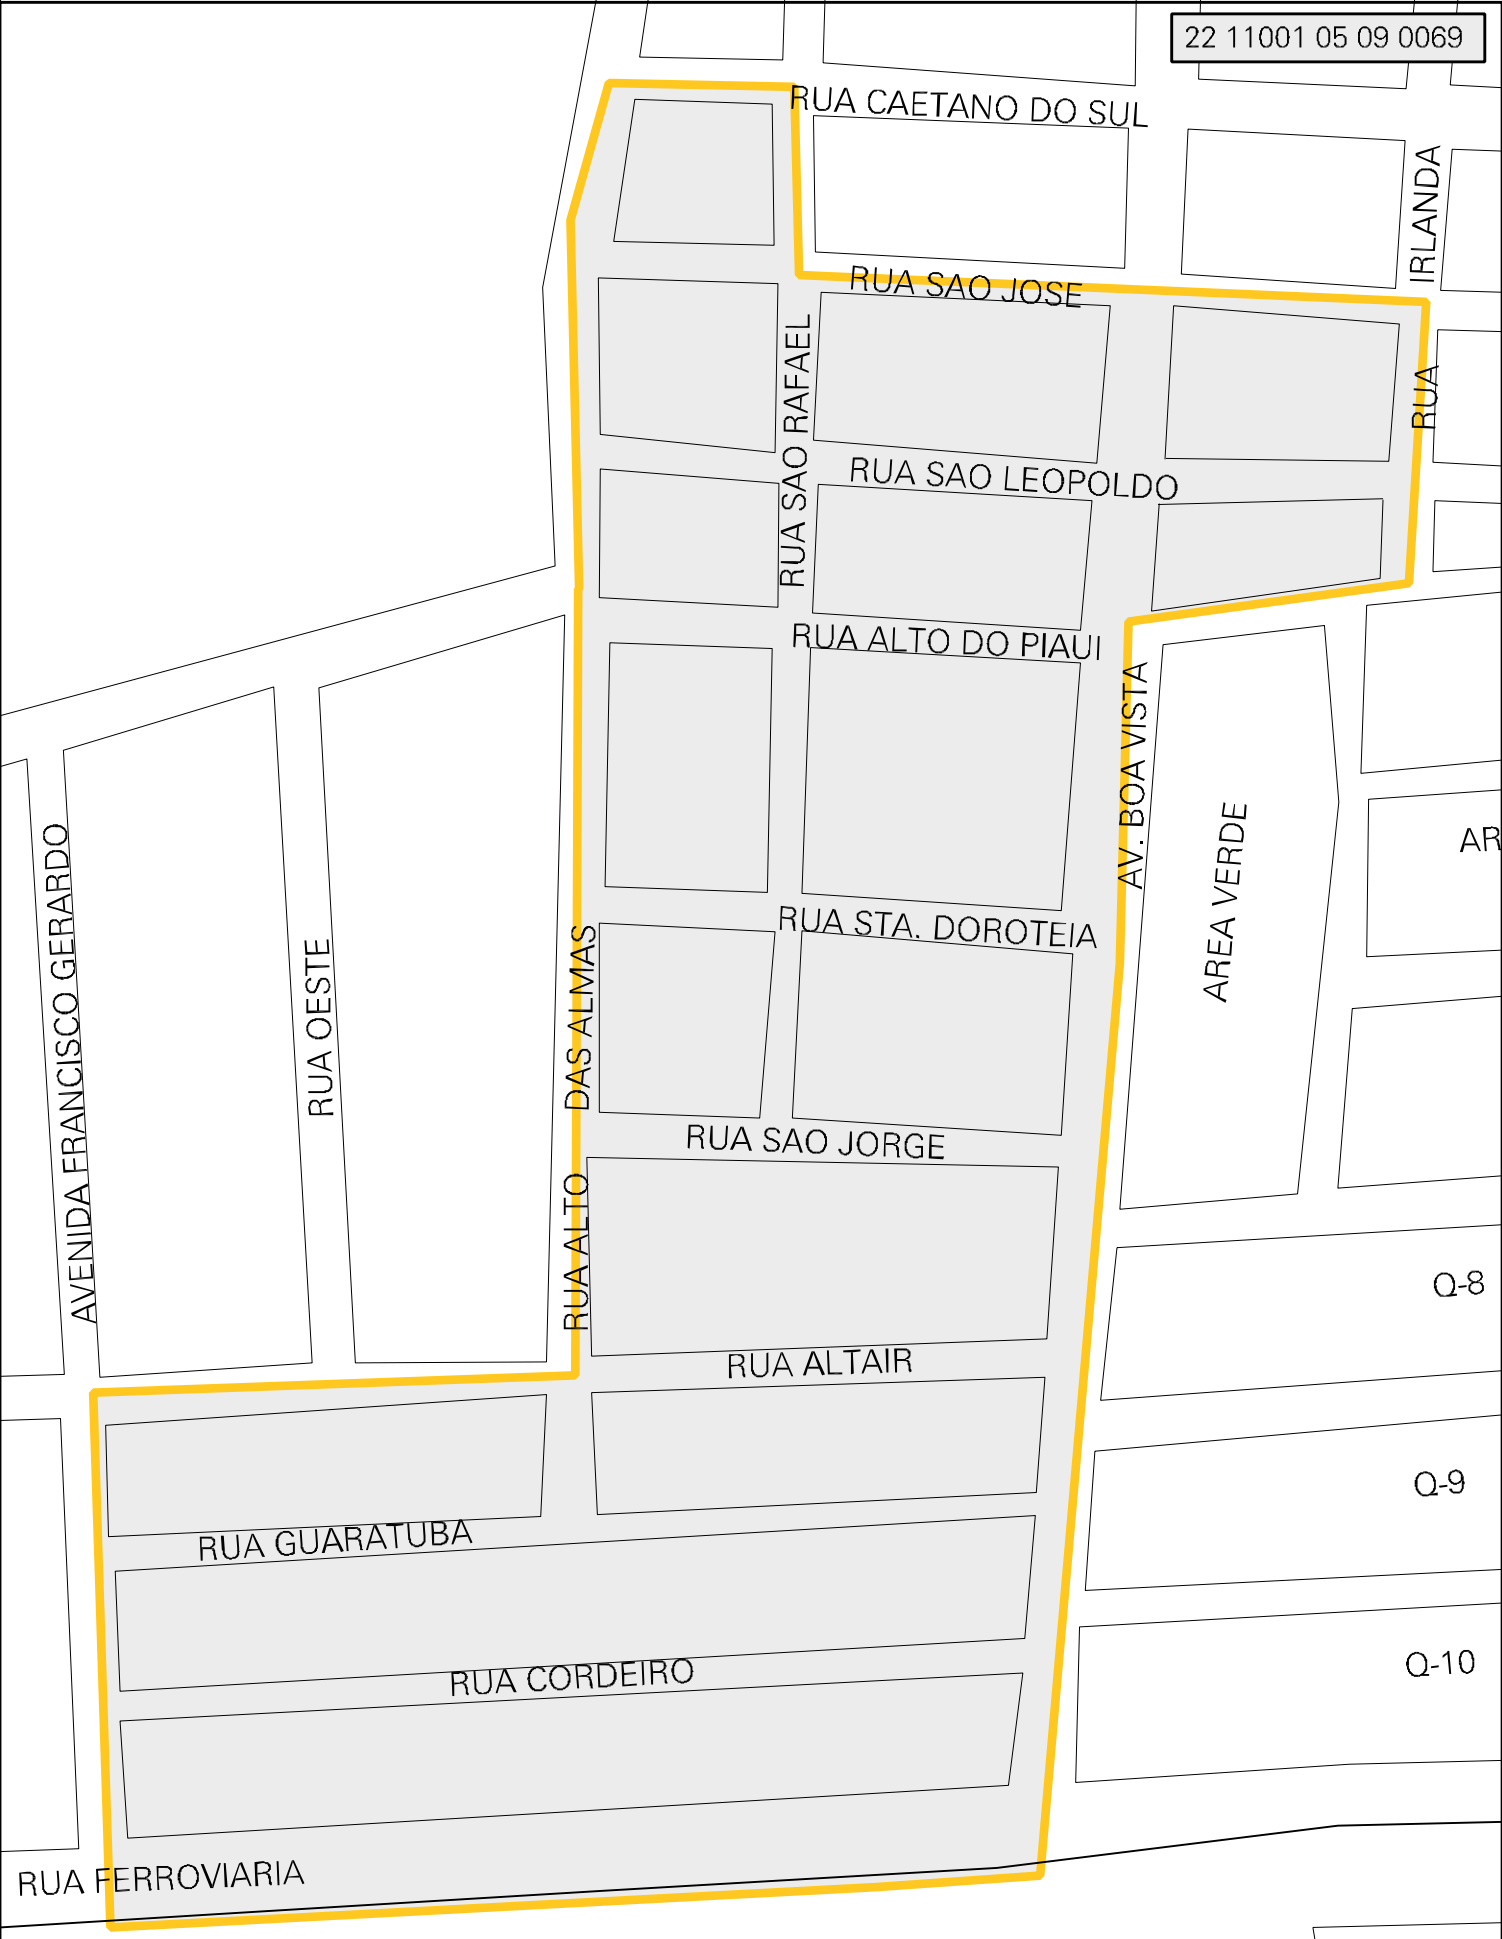 22 11001 05 09 0069
RUA CAETANO DO SUL
RUA IRLANDA
RUA SAO JOSE
RUA SAO RAFAEL
RUA SAO LEOPOLDO
RUA ALTO DO PIAUI
AV. BOA VISTA
AREA VERDE
AR
AVENIDA FRANCISCO GERARDO
RUA OESTE
RUA ALTO DAS ALMAS
RUA STA. DOROTEIA
RUA SAO JORGE
Q-8
RUA ALTAIR
Q-9
RUA GUARATUBA
Q-10
RUA CORDEIRO
RUA FERROVIARIA